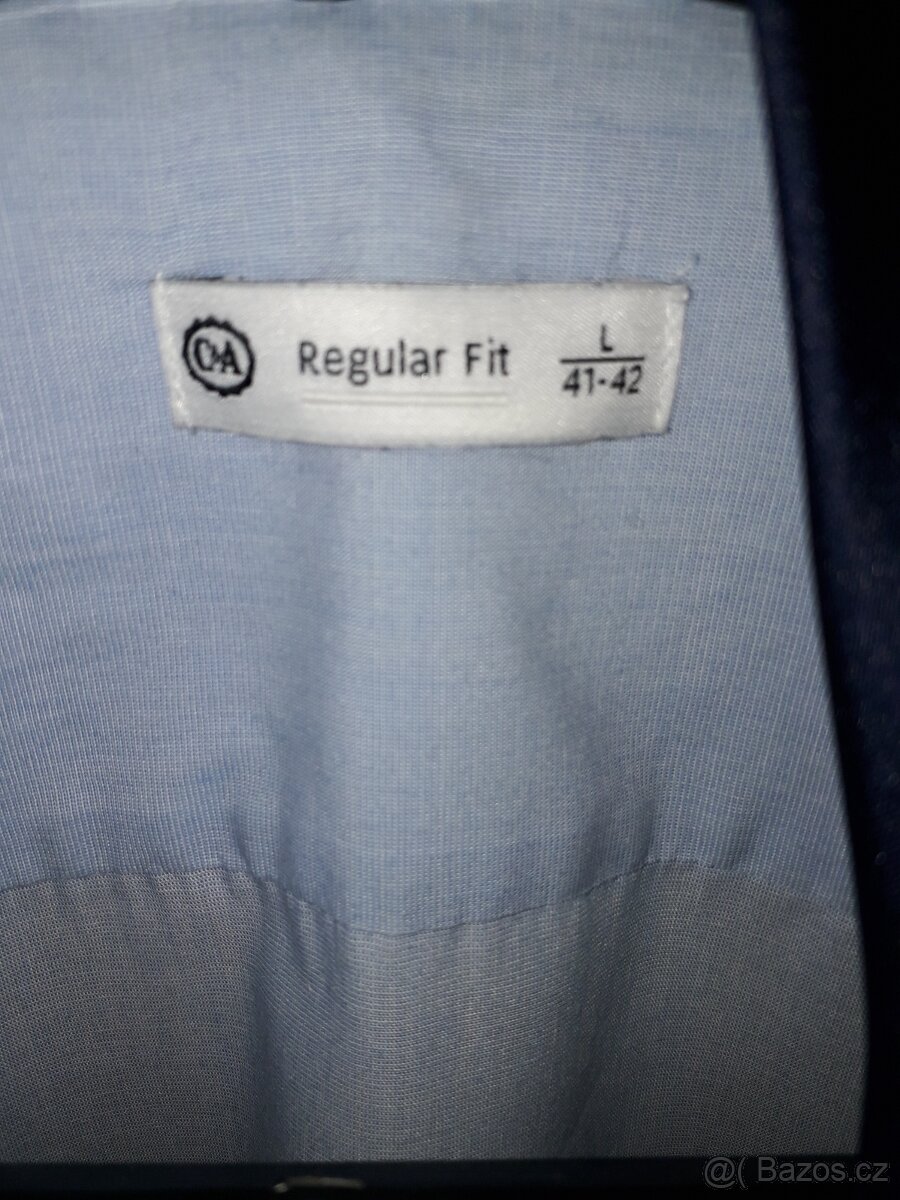 C&A Regular Fit L
41-42
@( Bazos.cz